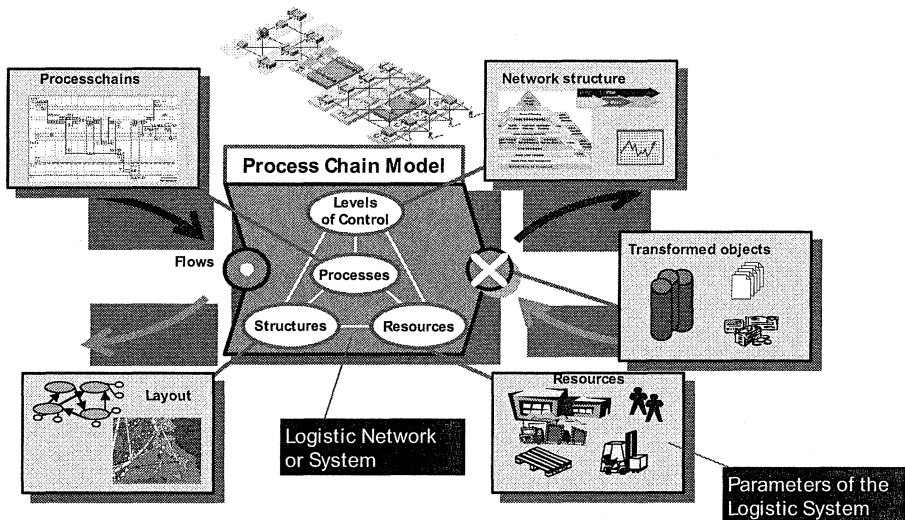 Processchains
Network structure
Process Chain Model
Levels
of Control
Flows
Processes
Transformed objects
Structures
Resources
Layout
Resources
Logistic Network
or System
Parameters of the
Logistic System